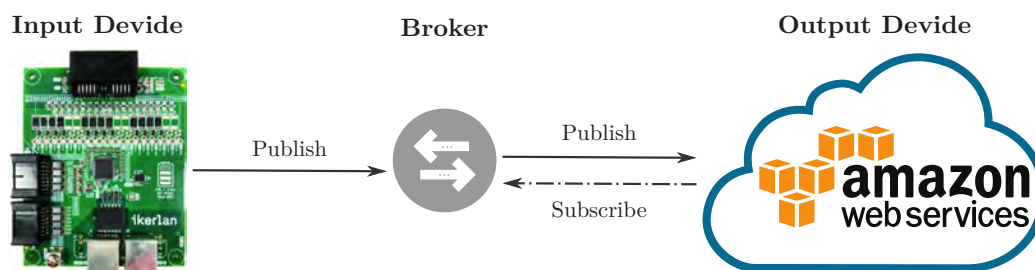 Input Devide
Broker
Output Devide
Publish
Publish
Subscribe
ikerlan
amazon
web services